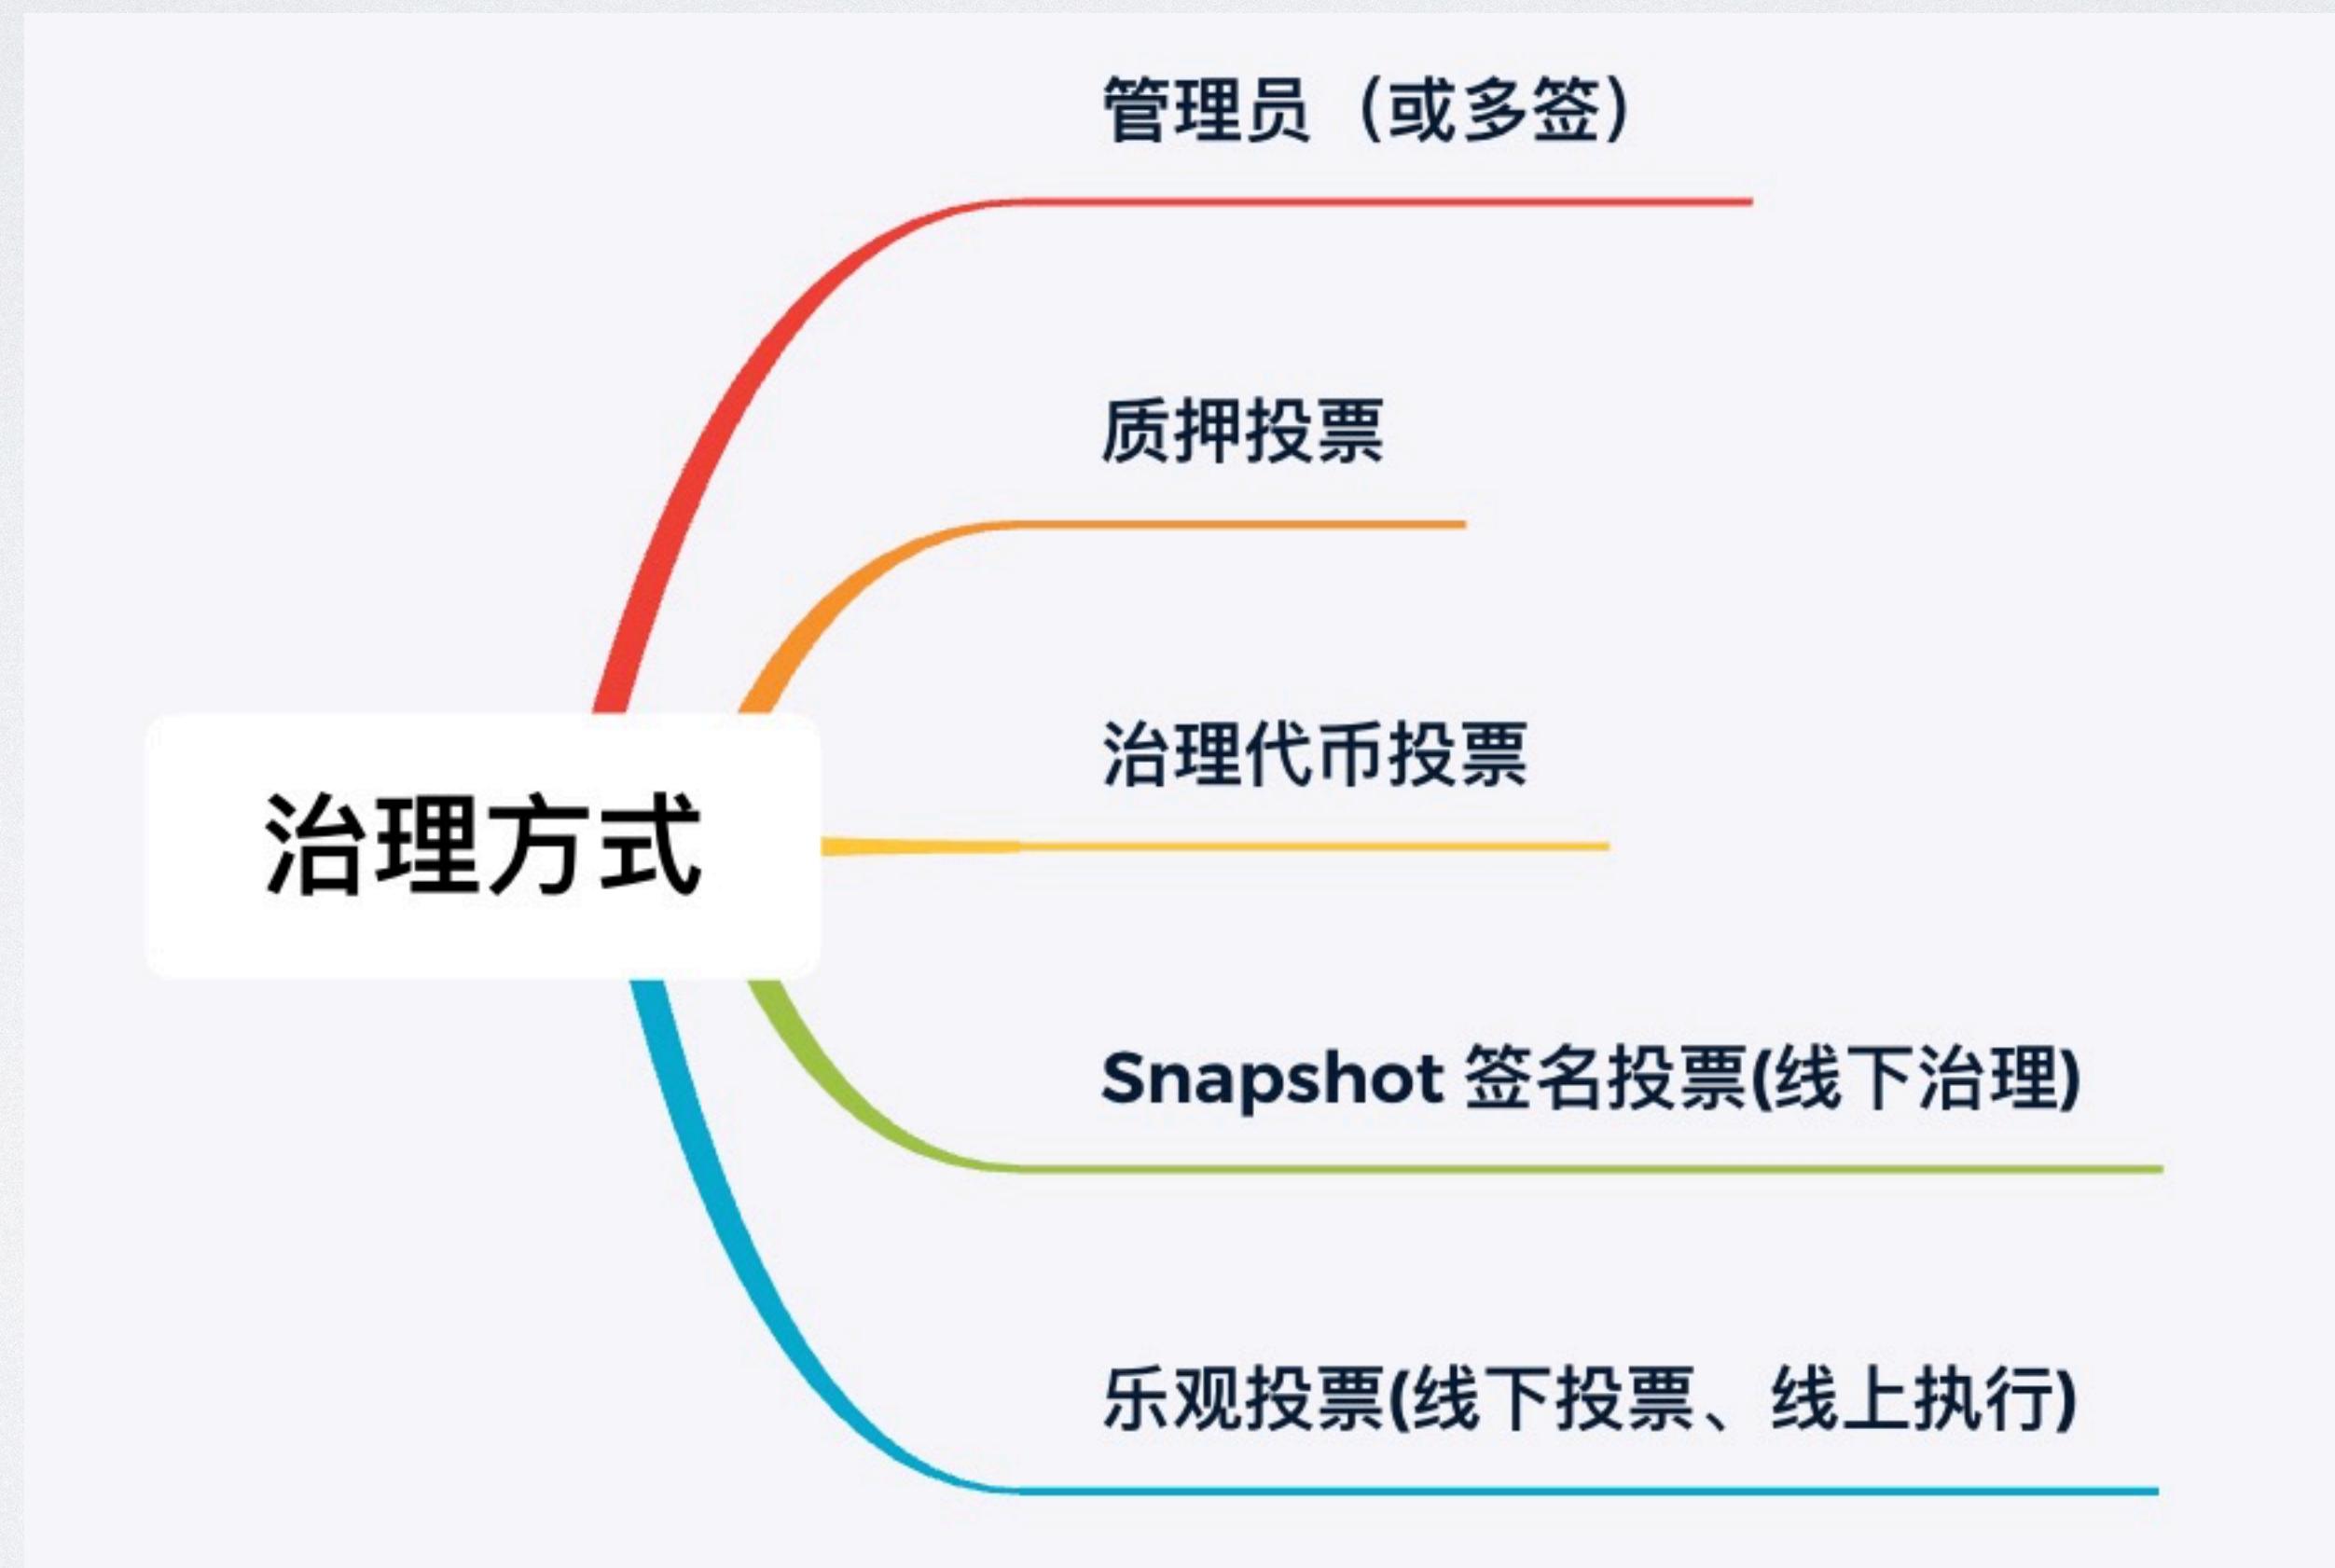 管理员（或多签）
质押投票
治理代币投票
治理方式
Snapshot 签名投票(线下治理)
乐观投票(线下投票、线上执行)